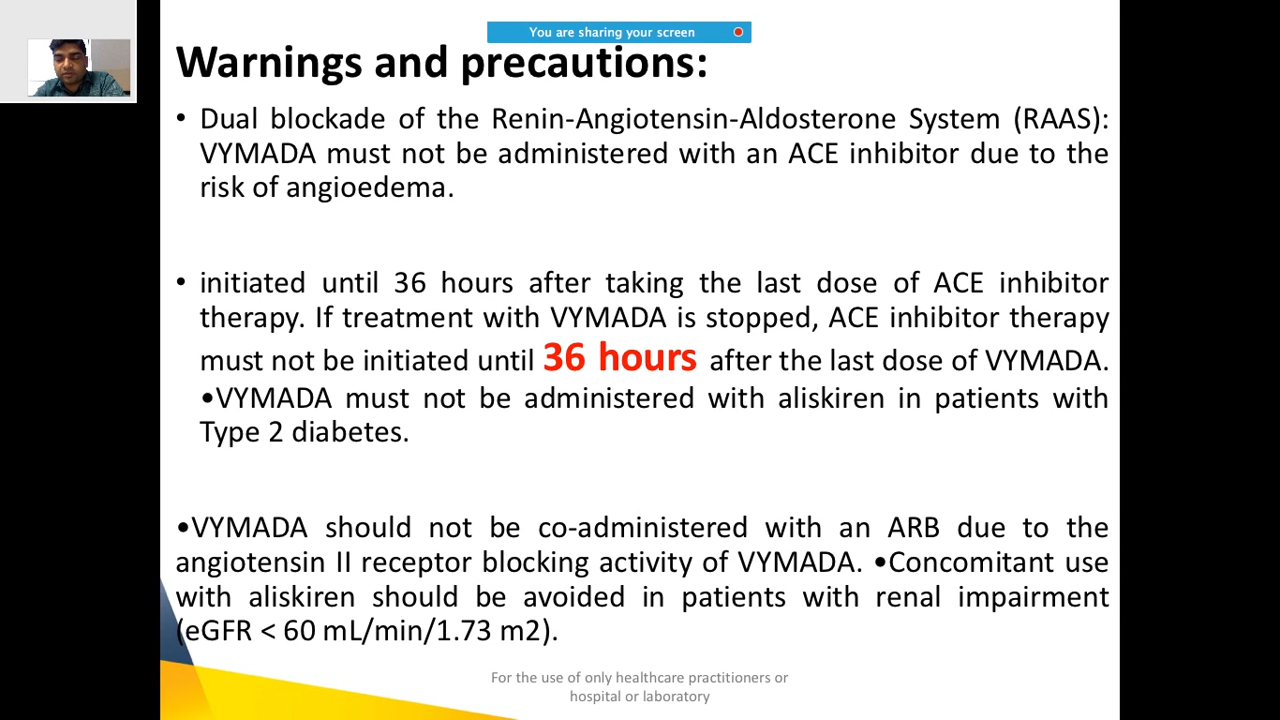 You are sharing your screen
Warnings and precautions:
• Dual blockade of the Renin-Angiotensin-Aldosterone System (RAAS):
VYMADA must not be administered with an ACE inhibitor due to the
risk of angioedema.
• initiated until 36 hours after taking the last dose of ACE inhibitor
therapy. If treatment with VYMADA is stopped, ACE inhibitor therapy
must not be initiated until 36 hours after the last dose of VYMADA.
•VYMADA must not be administered with aliskiren in patients with
Type 2 diabetes.
•VYMADA should not be co-administered with an ARB due to the
angiotensin II receptor blocking activity of VYMADA. •Concomitant use
with aliskiren should be avoided in patients with renal impairment
(eGFR < 60 mL/min/1.73 m2).
For the use of only healthcare practitioners or
hospital or laboratory